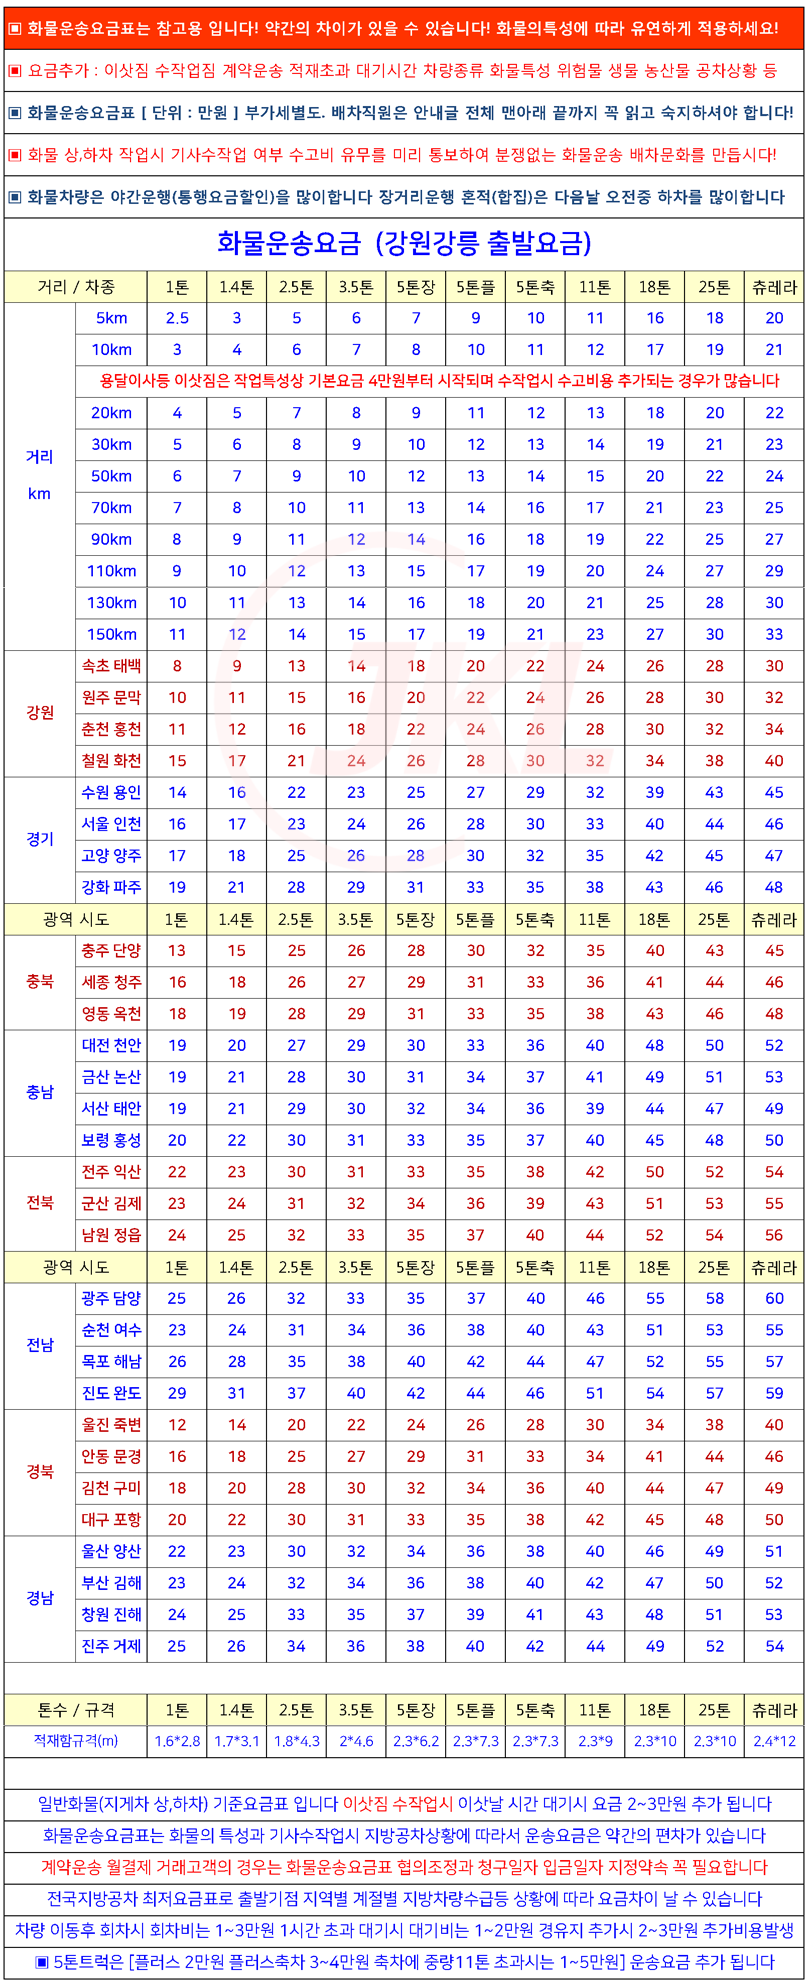 ▣ 화물운송요금표는 참고용 입니다! 약간의 차이가 있을 수 있습니다! 화물의특성에 따라 유연하게 적용하세요!
▣ 요금추가 : 이삿짐 수작업짐 계약운송 적재초과 대기시간 차량종류 화물특성 위험물 생물 농산물 공차상황 등
▣ 화물운송요금표 [ 단위 : 만원 ] 부가세별도. 배차직원은 안내글 전체 맨아래 끝까지 꼭 읽고 숙지하셔야 합니다!
▣ 화물 상,하차 작업시 기사수작업 여부 수고비 유무를 미리 통보하여 분쟁없는 화물운송 배차문화를 만듭시다!
▣ 화물차량은 야간운행(통행요금할인)을 많이합니다 장거리운행 혼적(합짐)은 다음날 오전중 하차를 많이합니다
화물운송요금 (강원강릉 출발요금)
거리 / 차종 1톤 1.4톤 2.5톤 3.5톤 5톤장 5톤플 5톤축 11톤 18톤 25톤 츄레라
5km 2.5 3 5 6 7 9 10 11 16 18 20
10km 3 4 6 7 8 10 11 12 17 19 21
용달이사등 이삿짐은 작업특성상 기본요금 4만원부터 시작되며 수작업시 수고비용 추가되는 경우가 많습니다
20km 4 5 7 8 9 11 12 13 18 20 22
30km 5 6 8 9 10 12 13 14 19 21 23
거리
km
50km 6 7 9 10 12 13 14 15 20 22 24
70km 7 8 10 11 13 14 16 17 21 23 25
90km 8 9 11 12 14 16 18 19 22 25 27
110km 9 10 12 13 15 17 19 20 24 27 29
130km 10 11 13 14 16 18 20 21 25 28 30
150km 11 12 14 15 17 19 21 23 27 30 33
JKL
강원
속초 태백 8 9 13 14 18 20 22 24 26 28 30
원주 문막 10 11 15 16 20 22 24 26 28 30 32
춘천 홍천 11 12 16 18 22 24 26 28 30 32 34
철원 화천 15 17 21 24 26 28 30 32 34 38 40
경기
수원 용인 14 16 22 23 25 27 29 32 39 43 45
서울 인천 16 17 23 24 26 28 30 33 40 44 46
고양 양주 17 18 25 26 28 30 32 35 42 45 47
강화 파주 19 21 28 29 31 33 35 38 43 46 48
광역 시도 1톤 1.4톤 2.5톤 3.5톤 5톤장 5톤플 5톤축 11톤 18톤 25톤 츄레라
충북
충주 단양 13 15 25 26 28 30 32 35 40 43 45
세종 청주 16 18 26 27 29 31 33 36 41 44 46
영동 옥천 18 19 28 29 31 33 35 38 43 46 48
충남
대전 천안 19 20 27 29 30 33 36 40 48 50 52
금산 논산 19 21 28 30 31 34 37 41 49 51 53
서산 태안 19 21 29 30 32 34 36 39 44 47 49
보령 홍성 20 22 30 31 33 35 37 40 45 48 50
전북
전주 익산 22 23 30 31 33 35 38 42 50 52 54
군산 김제 23 24 31 32 34 36 39 43 51 53 55
남원 정읍 24 25 32 33 35 37 40 44 52 54 56
광역 시도 1톤 1.4톤 2.5톤 3.5톤 5톤장 5톤플 5톤축 11톤 18톤 25톤 츄레라
전남
광주 담양 25 26 32 33 35 37 40 46 55 58 60
순천 여수 23 24 31 34 36 38 40 43 51 53 55
목포 해남 26 28 35 38 40 42 44 47 52 55 57
진도 완도 29 31 37 40 42 44 46 51 54 57 59
경북
울진 죽변 12 14 20 22 24 26 28 30 34 38 40
안동 문경 16 18 25 27 29 31 33 34 41 44 46
김천 구미 18 20 28 30 32 34 36 40 44 47 49
대구 포항 20 22 30 31 33 35 38 42 45 48 50
경남
울산 양산 22 23 30 32 34 36 38 40 46 49 51
부산 김해 23 24 32 34 36 38 40 42 47 50 52
창원 진해 24 25 33 35 37 39 41 43 48 51 53
진주 거제 25 26 34 36 38 40 42 44 49 52 54
톤수 / 규격 1톤 1.4톤 2.5톤 3.5톤 5톤장 5톤플 5톤축 11톤 18톤 25톤 츄레라
적재함규격(m) 1.6*2.8 1.7*3.1 1.8*4.3 2*4.6 2.3*6.2 2.3*7.3 2.3*7.3 2.3*9 2.3*10 2.3*10 2.4*12
일반화물(지게차 상,하차) 기준요금표 입니다 이삿짐 수작업시 이삿날 시간 대기시 요금 2~3만원 추가 됩니다
화물운송요금표는 화물의 특성과 기사수작업시 지방공차상황에 따라서 운송요금은 약간의 편차가 있습니다
계약운송 월결제 거래고객의 경우는 화물운송요금표 협의조정과 청구일자 입금일자 지정약속 꼭 필요합니다
전국지방공차 최저요금표로 출발기점 지역별 계절별 지방차량수급등 상황에 따라 요금차이 날 수 있습니다
차량 이동후 회차시 회차비는 1~3만원 1시간 초과 대기시 대기비는 1~2만원 경유지 추가시 2~3만원 추가비용발생
▣ 5톤트럭은 [플러스 2만원 플러스축차 3~4만원 축차에 중량11톤 초과시는 1~5만원] 운송요금 추가 됩니다